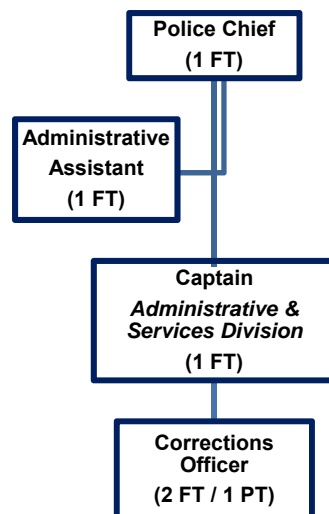 Police Chief
(1 FT)
Administrative
Assistant
(1 FT)
Captain
Administrative &
Services Division
(1 FT)
Corrections
Officer
(2 FT / 1 PT)